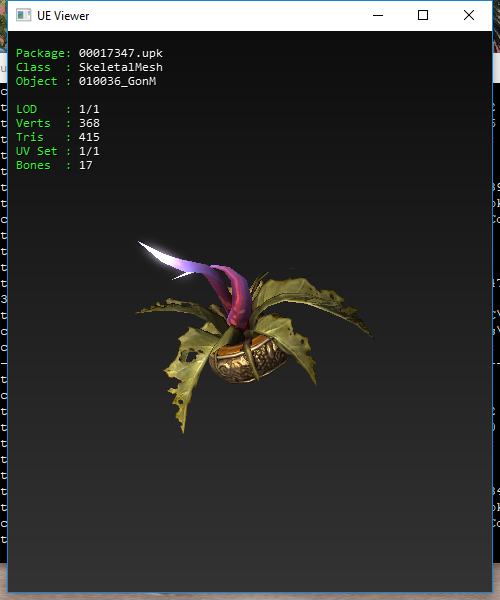 UE Viewer
Package: 00017347.upk
Class : SkeletalMesh
Object : 010036_GonM
LOD : 1/1
Verts : 368
Tris : 415
UV Set : 1/1
Bones : 17